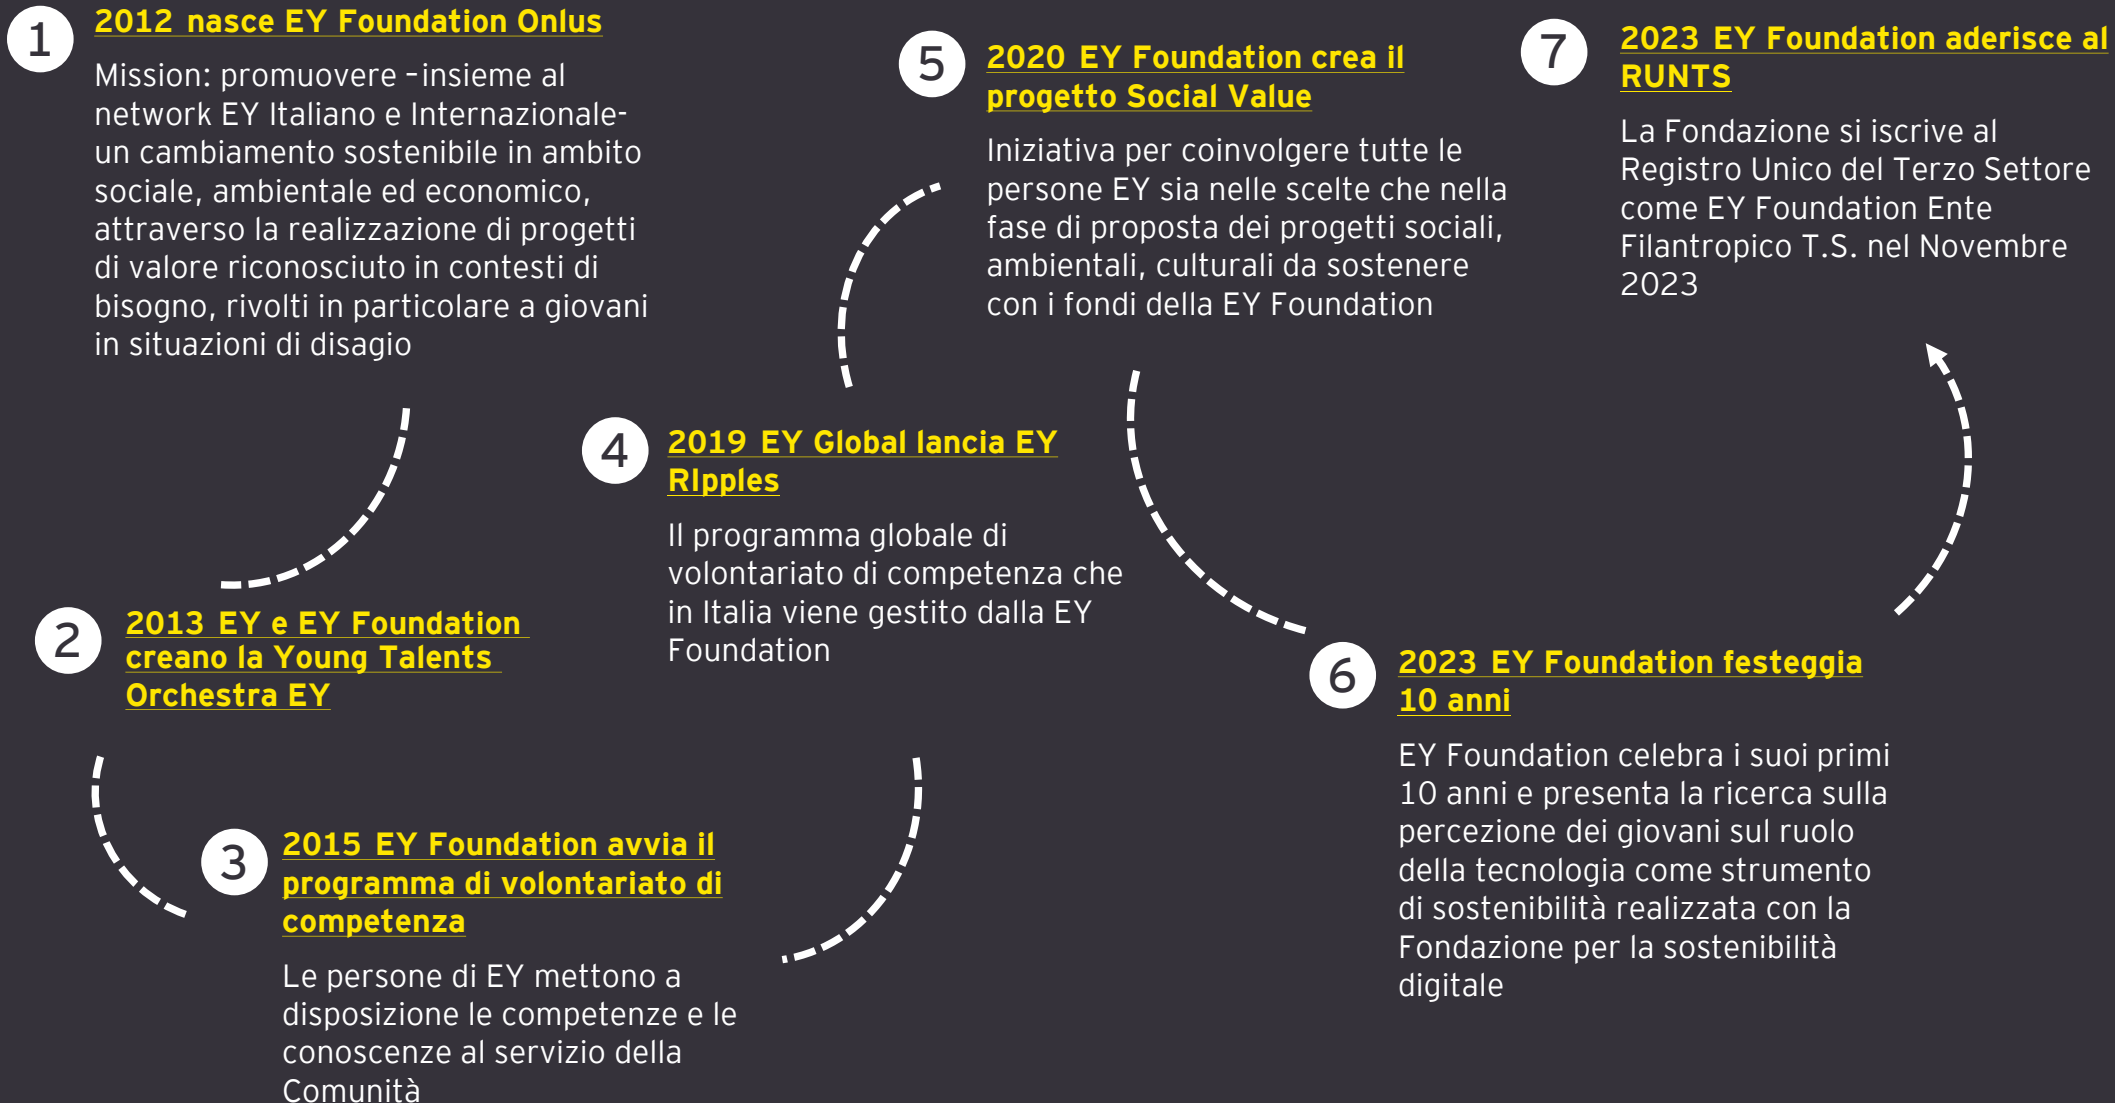 1
2012 nasce EY Foundation Onlus
Mission: promuovere –insieme al
network EY Italiano e Internazionale-
un cambiamento sostenibile in ambito
sociale, ambientale ed economico,
attraverso la realizzazione di progetti
di valore riconosciuto in contesti di
bisogno, rivolti in particolare a giovani
in situazioni di disagio
2
2013 EY e EY Foundation
creano la Young Talents
Orchestra EY
3
2015 EY Foundation avvia il
programma di volontariato di
competenza
Le persone di EY mettono a
disposizione le competenze e le
conoscenze al servizio della
Comunità
4
2019 EY Global lancia EY
RIpples
Il programma globale di
volontariato di competenza che
in Italia viene gestito dalla EY
Foundation
5
2020 EY Foundation crea il
progetto Social Value
Iniziativa per coinvolgere tutte le
persone EY sia nelle scelte che nella
fase di proposta dei progetti sociali,
ambientali, culturali da sostenere
con i fondi della EY Foundation
6
2023 EY Foundation festeggia
10 anni
EY Foundation celebra i suoi primi
10 anni e presenta la ricerca sulla
percezione dei giovani sul ruolo
della tecnologia come strumento
di sostenibilità realizzata con la
Fondazione per la sostenibilità
digitale
7
2023 EY Foundation aderisce al
RUNTS
La Fondazione si iscrive al
Registro Unico del Terzo Settore
come EY Foundation Ente
Filantropico T.S. nel Novembre
2023